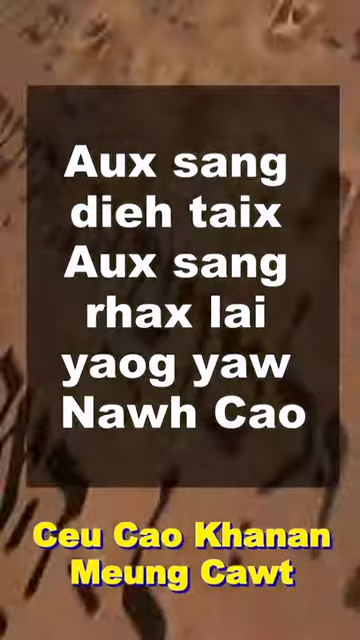 Aux sang
dieh taix
Aux sang
rhax lai
yaog yaw
Nawh Cao
Ceu Cao Khanan
Meung Cawt